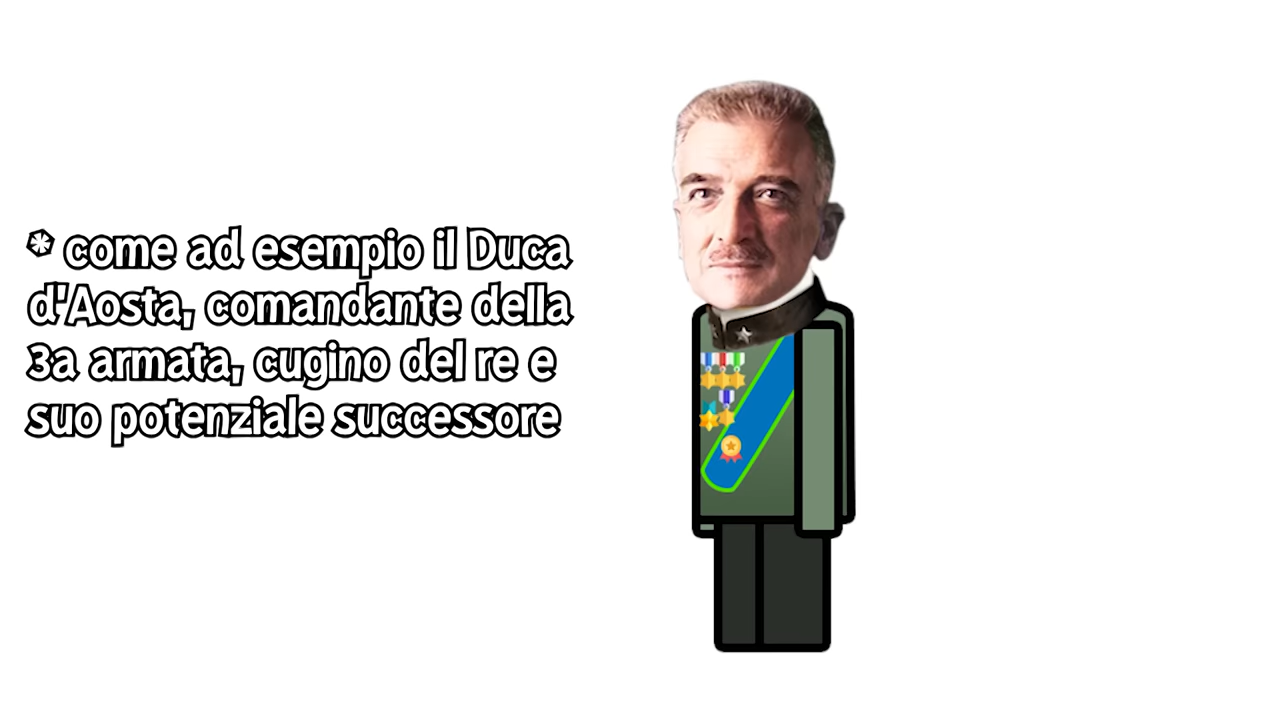 * come ad esempio il Duca
d'Aosta, comandante della
3a armata, cugino del re e
suo potenziale successore